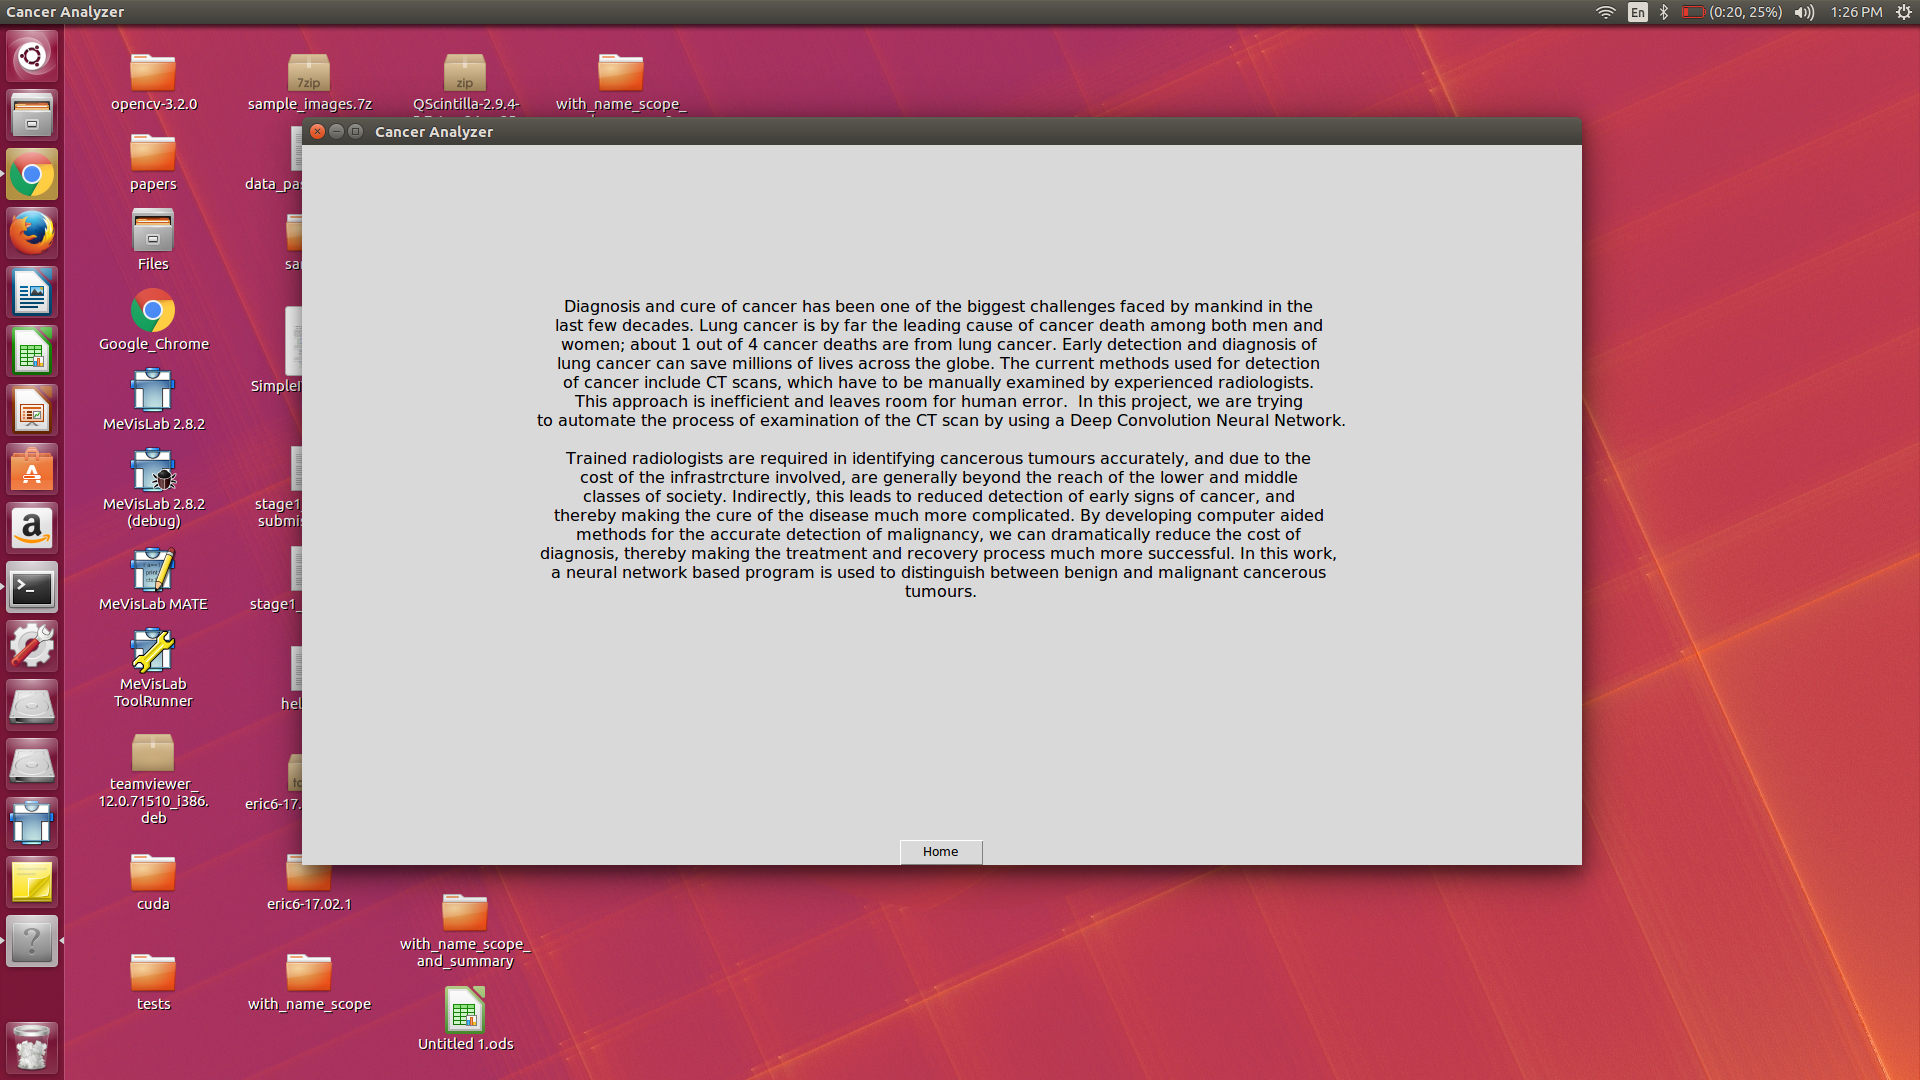 Cancer Analyzer
En
(0:20, 25%)
1:26 PM
opencv-3.2.0
sample_images.7z
QScintilla-2.9.4-
with_name_scope_
7zip
zip
Cancer Analyzer
papers
Files
Google_Chrome
MeVisLab 2.8.2
MeVisLab 2.8.2
(debug)
MeVisLab MATE
MeVisLab
ToolRunner
teamviewer_
12.0.71510_i386.
deb
cuda
eric6-17.02.1
tests
with_name_scope
with_name_scope_
and_summary
Untitled 1.ods
Diagnosis and cure of cancer has been one of the biggest challenges faced by mankind in the
last few decades. Lung cancer is by far the leading cause of cancer death among both men and
women; about 1 out of 4 cancer deaths are from lung cancer. Early detection and diagnosis of
lung cancer can save millions of lives across the globe. The current methods used for detection
of cancer include CT scans, which have to be manually examined by experienced radiologists.
This approach is inefficient and leaves room for human error.  In this project, we are trying
to automate the process of examination of the CT scan by using a Deep Convolution Neural Network.
Trained radiologists are required in identifying cancerous tumours accurately, and due to the
cost of the infrastrcture involved, are generally beyond the reach of the lower and middle
classes of society. Indirectly, this leads to reduced detection of early signs of cancer, and
thereby making the cure of the disease much more complicated. By developing computer aided
methods for the accurate detection of malignancy, we can dramatically reduce the cost of
diagnosis, thereby making the treatment and recovery process much more successful. In this work,
a neural network based program is used to distinguish between benign and malignant cancerous
tumours.
Home